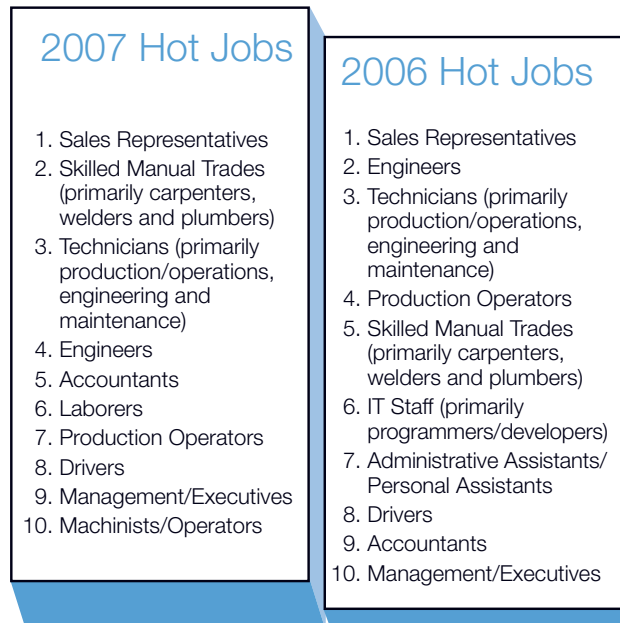 2007 Hot Jobs
1. Sales Representatives
2. Skilled Manual Trades
(primarily carpenters,
welders and plumbers)
3. Technicians (primarily
production/operations,
engineering and
maintenance)
4. Engineers
5. Accountants
6. Laborers
7. Production Operators
8. Drivers
9. Management/Executives
10. Machinists/Operators
2006 Hot Jobs
1. Sales Representatives
2. Engineers
3. Technicians (primarily
production/operations,
engineering and
maintenance)
4. Production Operators
5. Skilled Manual Trades
(primarily carpenters,
welders and plumbers)
6. IT Staff (primarily
programmers/developers)
7. Administrative Assistants/
Personal Assistants
8. Drivers
9. Accountants
10. Management/Executives